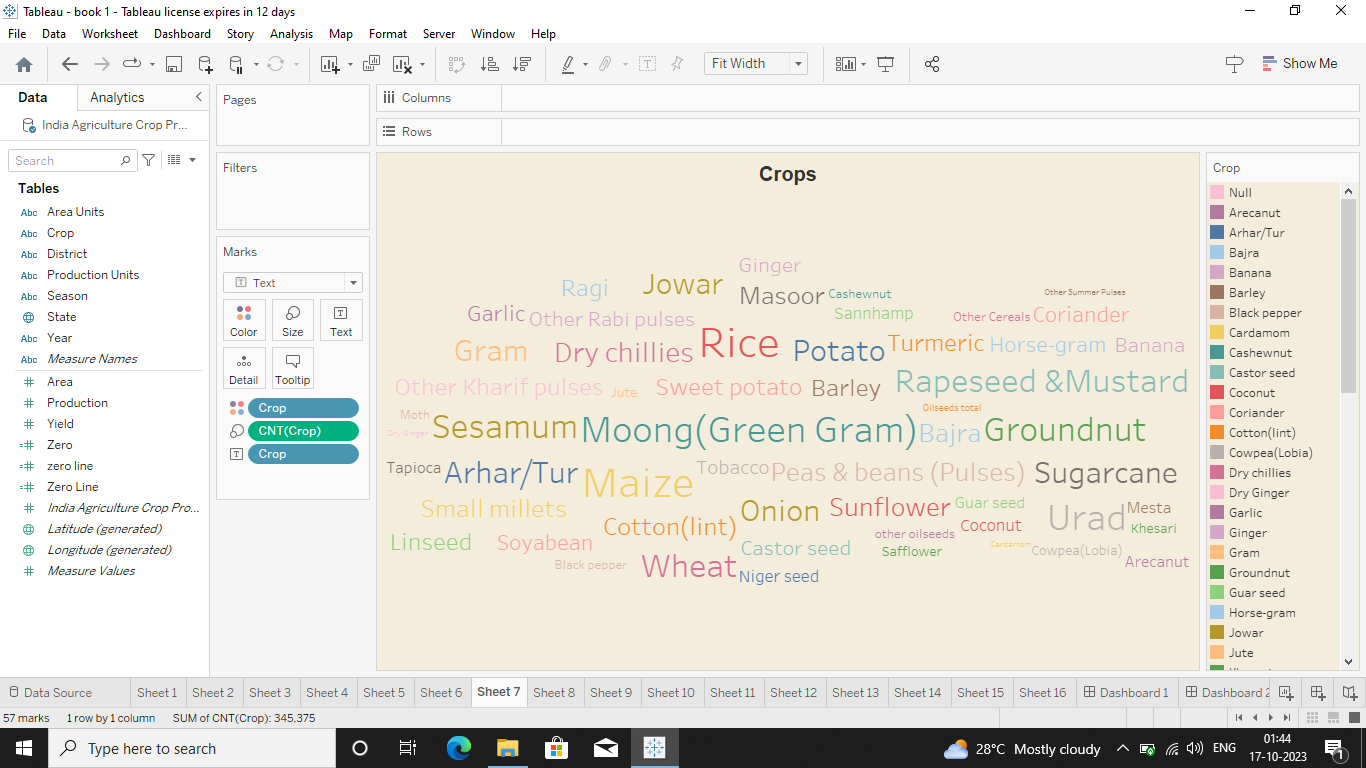 Tableau - book 1 - Tableau license expires in 12 days
File Data Worksheet Dashboard Story Analysis Map Format Server Window Help
Fit Width
Show Me
Data Analytics
India Agriculture Crop Pr...
Search
Tables
Abc Area Units
Abc Crop
Abc District
Abc Production Units
Abc Season
State
Abc Year
Abc Measure Names
Area
Production
Yield
Zero
zero line
Zero Line
India Agriculture Crop Pro...
Latitude (generated)
Longitude (generated)
Measure Values
Pages
Filters
Marks
Text
Color Size Text
Detail Tooltip
Crop
CNT(Crop)
Crop
Columns
Rows
Crops
Ginger
Ragi Jowar Masoor Cashewnut Other Summer Pulses
Garlic Other Rabi pulses Sannhamp Other Cereals Coriander
Gram Dry chillies Rice Potato Turmeric Horse-gram Banana
Other Kharif pulses Jute Sweet potato Barley Rapeseed &Mustard
Moth Oilseeds total
Dry Ginger Sesamum Moong(Green Gram) Bajra Groundnut
Tapioca Arhar/Tur Maize Tobacco Peas & beans (Pulses) Sugarcane
Small millets Onion Sunflower Guar seed Urad Mesta
Linseed Soyabean Cotton(lint) Coconut Khesari
other oilseeds
Castor seed Safflower Cardamom Cowpea(Lobia)
Black pepper Wheat Niger seed Arecanut
Crop
Null
Arecanut
Arhar/Tur
Bajra
Banana
Barley
Black pepper
Cardamom
Cashewnut
Castor seed
Coconut
Coriander
Cotton(lint)
Cowpea(Lobia)
Dry chillies
Dry Ginger
Garlic
Ginger
Gram
Groundnut
Guar seed
Horse-gram
Jowar
Jute
Data Source Sheet 1 Sheet 2 Sheet 3 Sheet 4 Sheet 5 Sheet 6 Sheet 7 Sheet 8 Sheet 9 Sheet 10 Sheet 11 Sheet 12 Sheet 13 Sheet 14 Sheet 15 Sheet 16 Dashboard 1 Dashboard 2
57 marks 1 row by 1 column SUM of CNT(Crop): 345,375
Type here to search
28°C Mostly cloudy ENG 01:44
17-10-2023
1